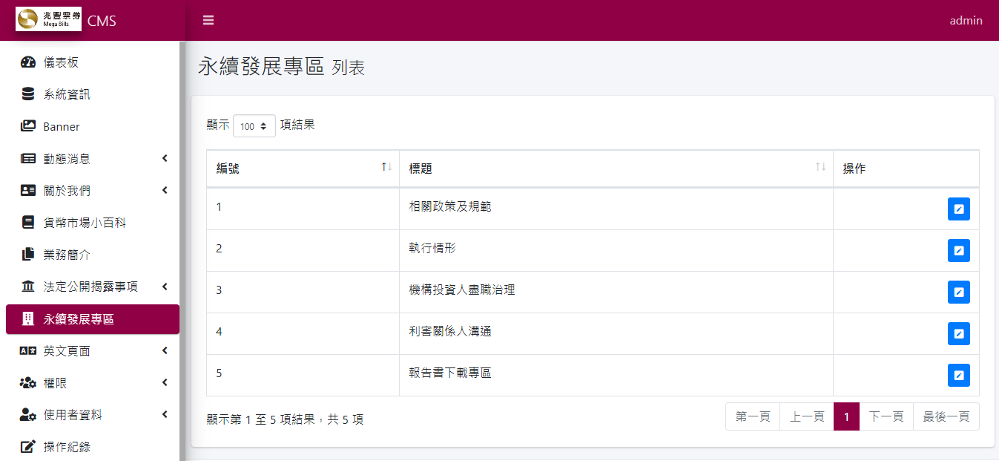 兆豐票券
Mega Bills
CMS
admin
儀表板
系統資訊
Banner
動態消息
關於我們
貨幣市場小百科
業務簡介
法定公開揭露事項
永續發展專區
英文頁面
權限
使用者資料
操作紀錄
永續發展專區 列表
顯示 100 項結果
編號 標題 操作
1 相關政策及規範
2 執行情形
3 機構投資人盡職治理
4 利害關係人溝通
5 報告書下載專區
顯示第 1 至 5 項結果，共 5 項
第一頁 上一頁 1 下一頁 最後一頁